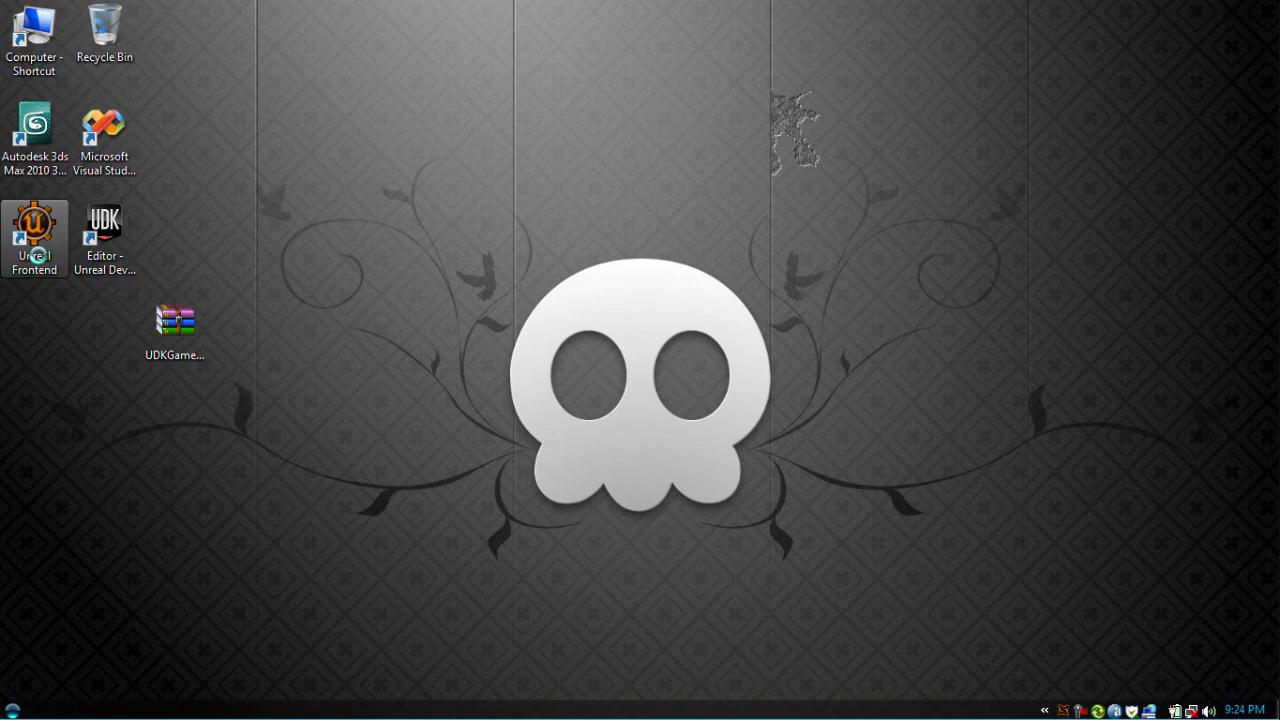 Computer -
Shortcut
Recycle Bin
Autodesk 3ds
Max 2010 3...
Microsoft
Visual Stud...
Unreal
Frontend
UDK
Editor -
Unreal Dev...
UDKGame...
9:24 PM